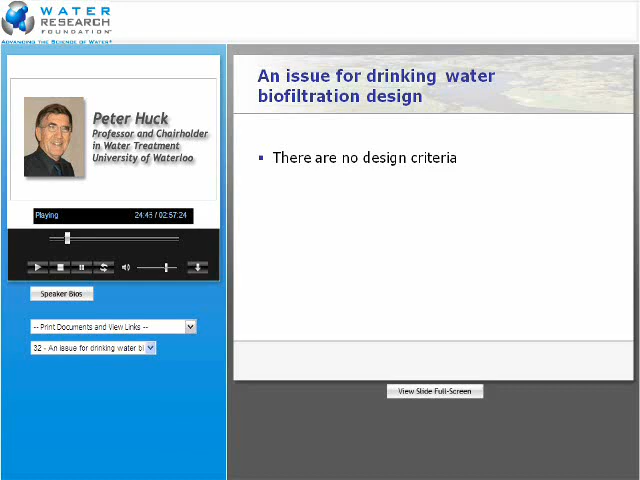 WATER
RESEARCH
FOUNDATION
ADVANCING THE SCIENCE OF WATER
Peter Huck
Professor and Chairholder
in Water Treatment
University of Waterloo
Playing 24:45 / 02:57:24
Speaker Bios
-- Print Documents and View Links --
32 - An issue for drinking water bi
An issue for drinking water
biofiltration design
There are no design criteria
View Slide Full-Screen